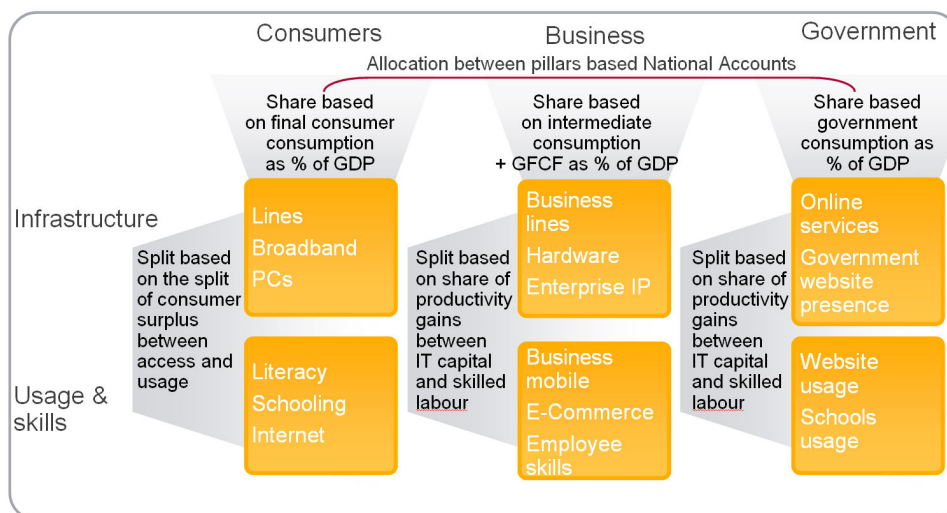 Consumers
Business
Government
Allocation between pillars based National Accounts
Share based
on final consumer
consumption
as % of GDP
Share based
on intermediate
consumption
+ GFCF as % of GDP
Share based
government
consumption as
% of GDP
Infrastructure
Lines
Broadband
PCs
Business
lines
Hardware
Enterprise IP
Online
services
Government
website
presence
Split based
on the split
of consumer
surplus
between
access and
usage
Split based
on share of
productivity
gains
between
IT capital
and skilled
labour
Split based
on share of
productivity
gains
between
IT capital
and skilled
labour
Usage &
skills
Literacy
Schooling
Internet
Business
mobile
E-Commerce
Employee
skills
Website
usage
Schools
usage